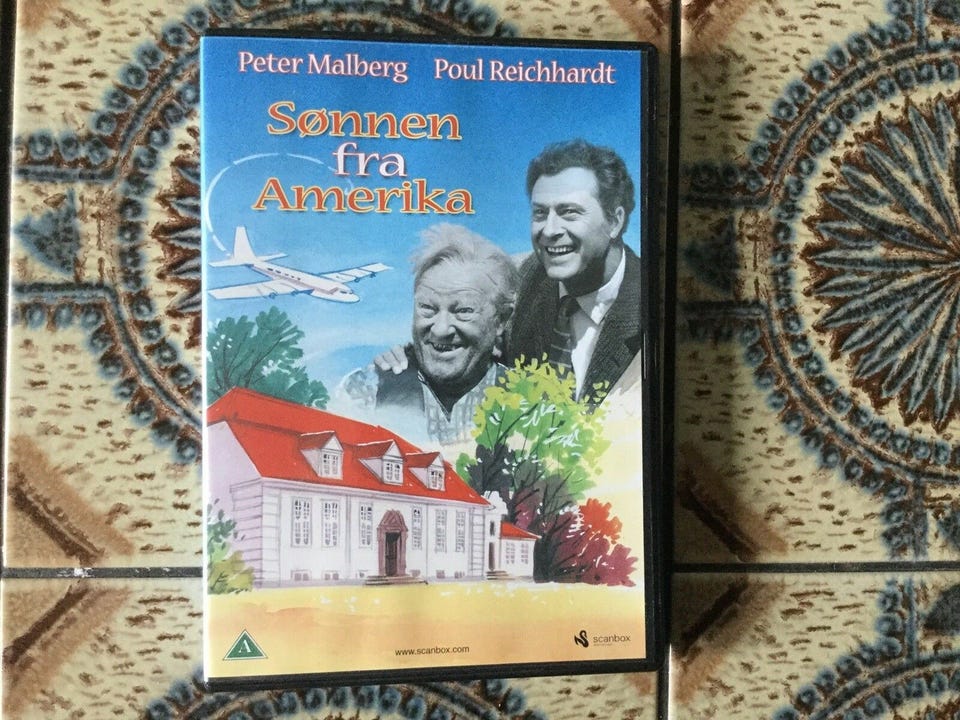 Peter Malberg Poul Reichhardt
Sønnen
fra
Amerika
A
www.scanbox.com
scanbox